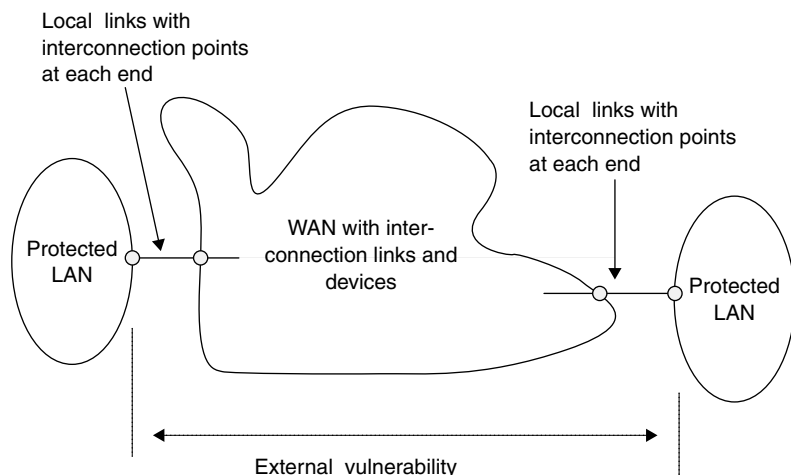 Local links with
interconnection points
at each end
Local links with
interconnection points
at each end
Protected
LAN
WAN with inter-
connection links and
devices
Protected
LAN
External vulnerability